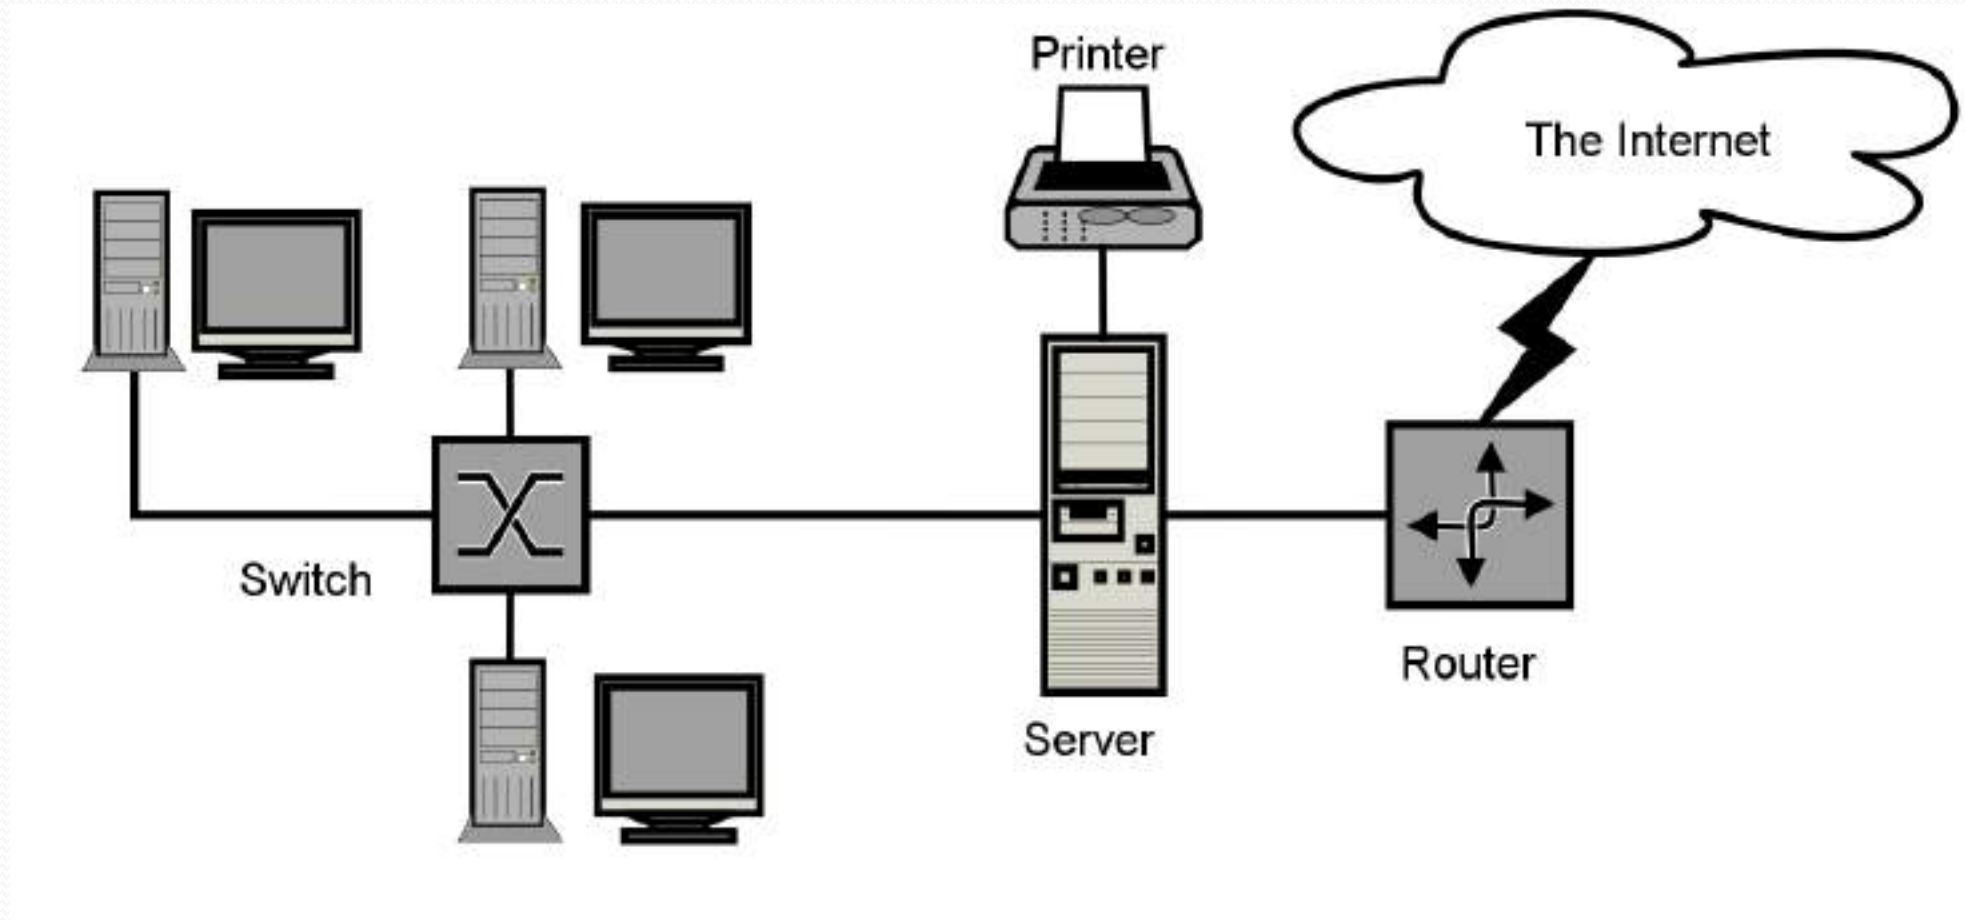 Printer
The Internet
Switch
Router
Server